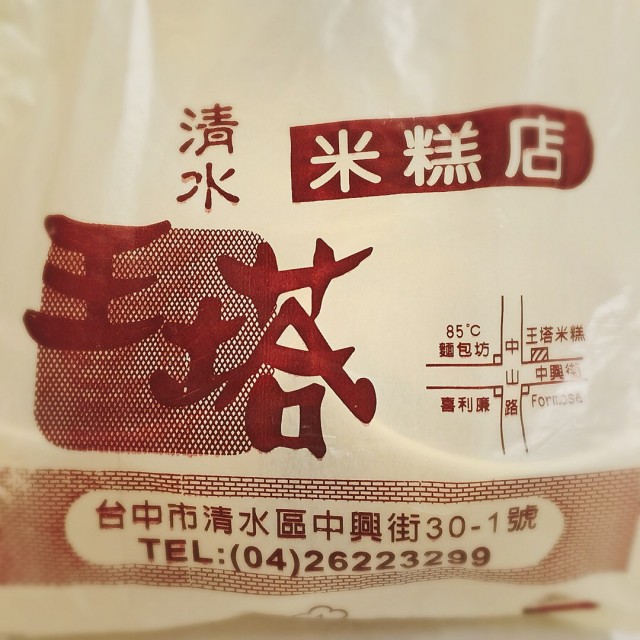 清水
米糕店
王塔
85°C
麵包坊
中山路
王塔米糕
中興街
喜利廉
Formosa
台中市清水區中興街30-1號
TEL:(04)26223299